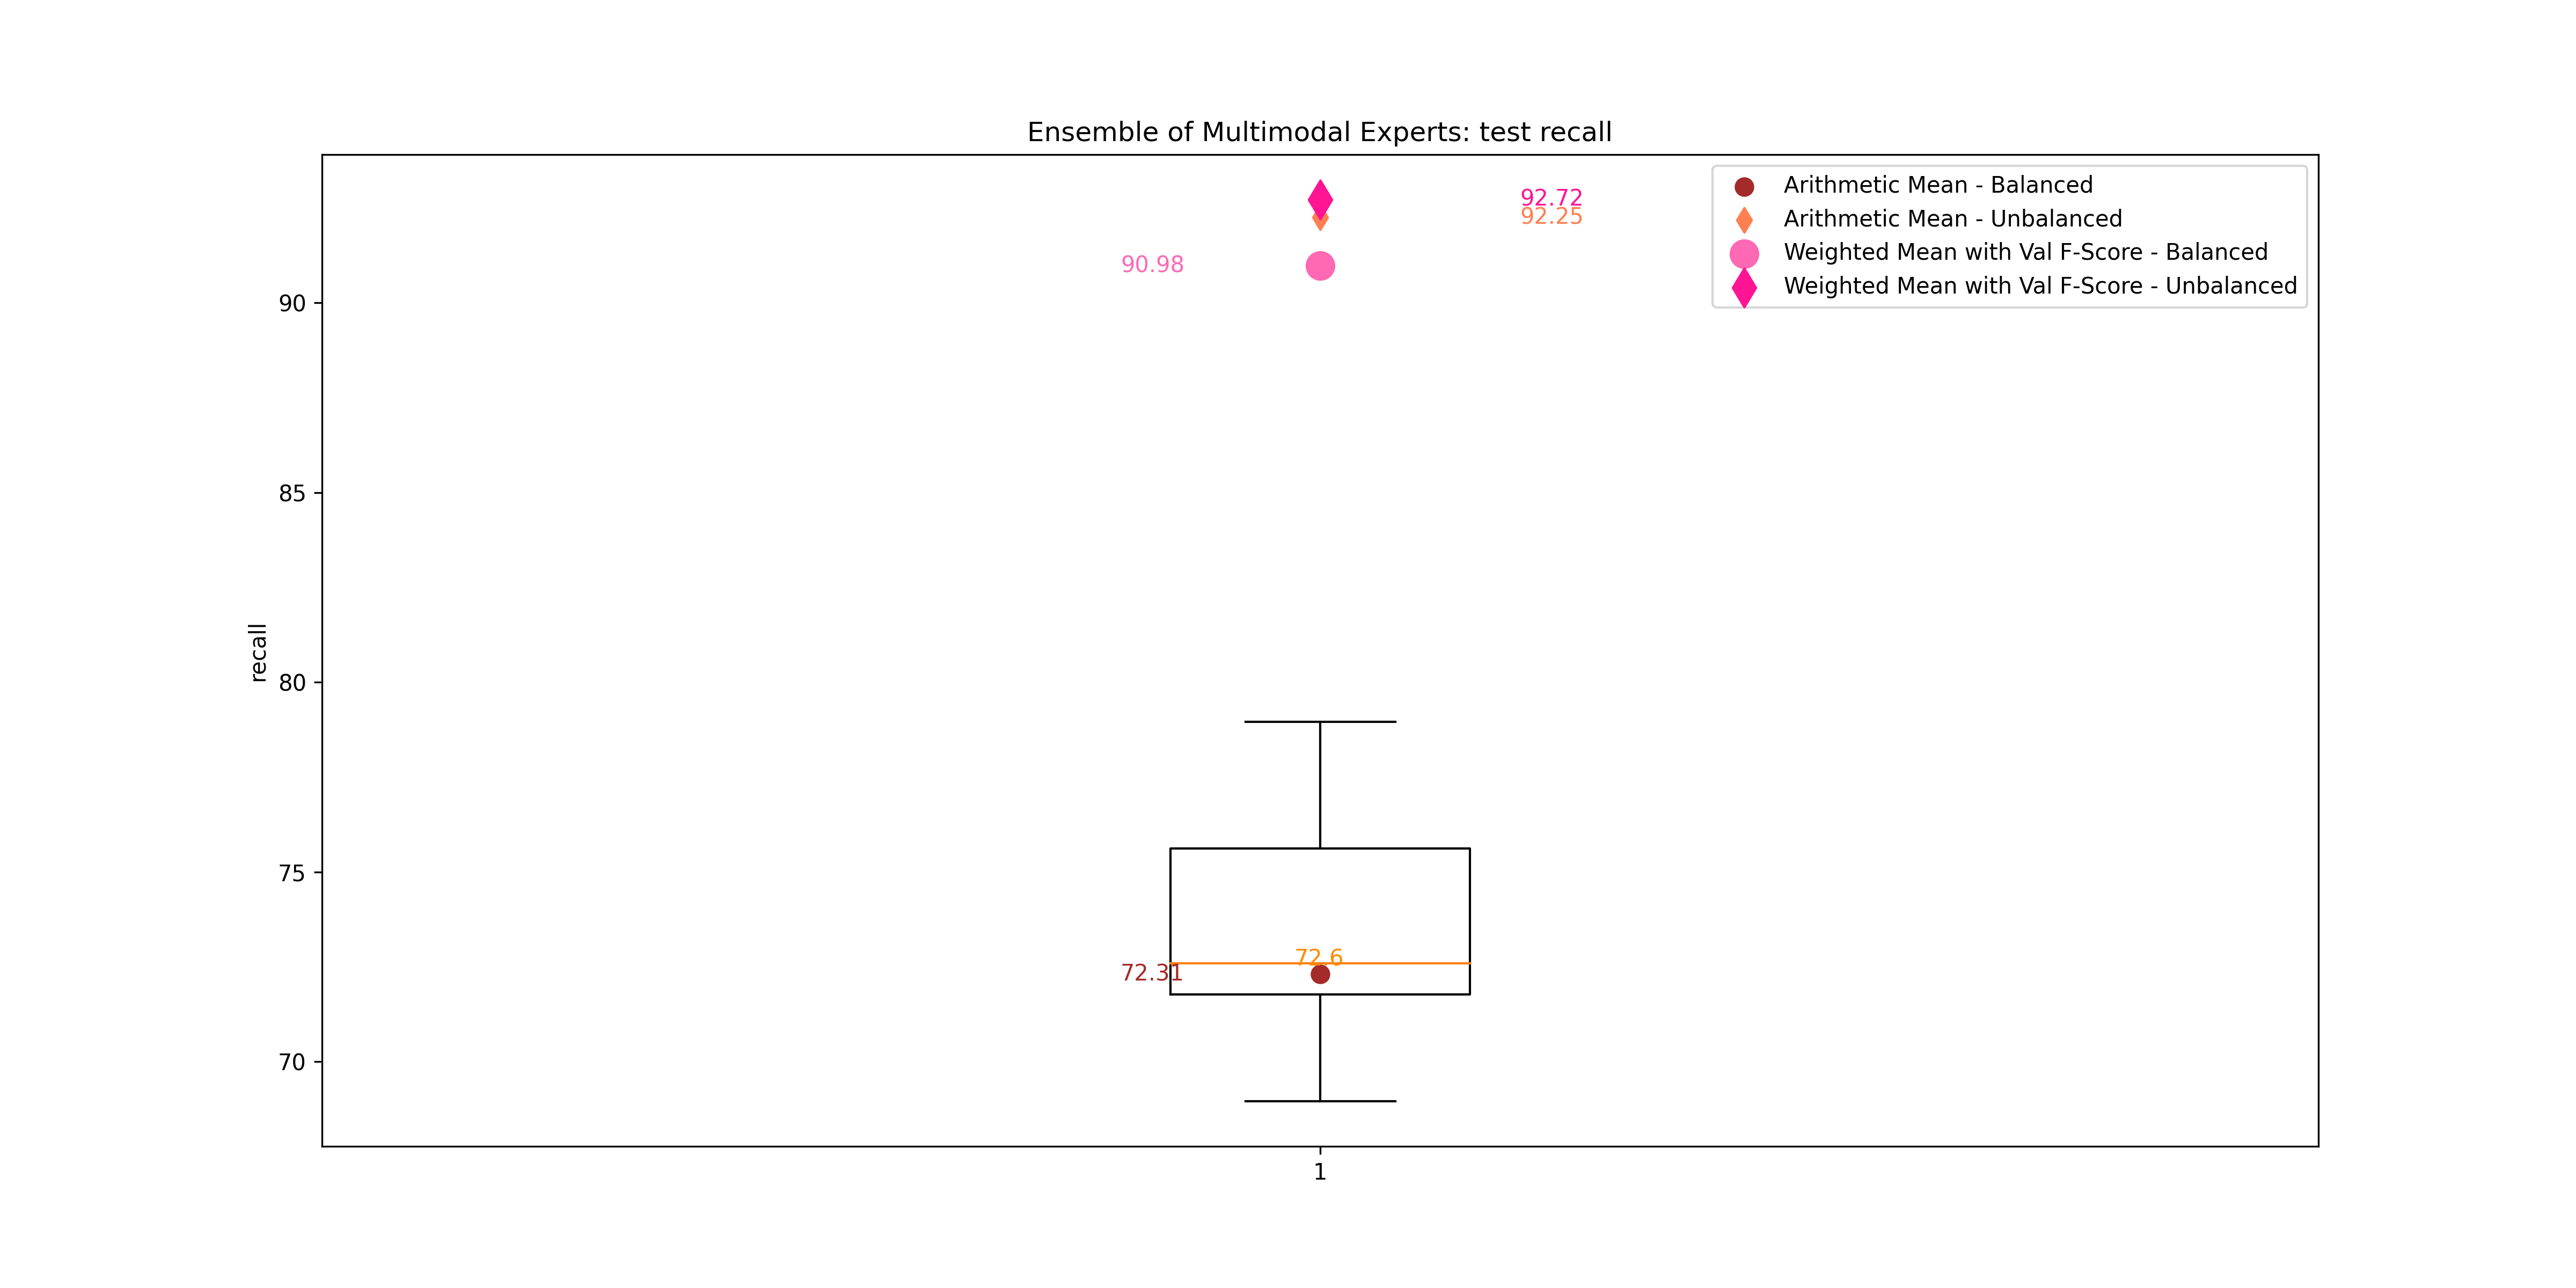 Ensemble of Multimodal Experts: test recall
Arithmetic Mean - Balanced
Arithmetic Mean - Unbalanced
Weighted Mean with Val F-Score - Balanced
Weighted Mean with Val F-Score - Unbalanced
92.72
92.25
90.98
90
85
80
75
70
recall
72.6
72.31
1